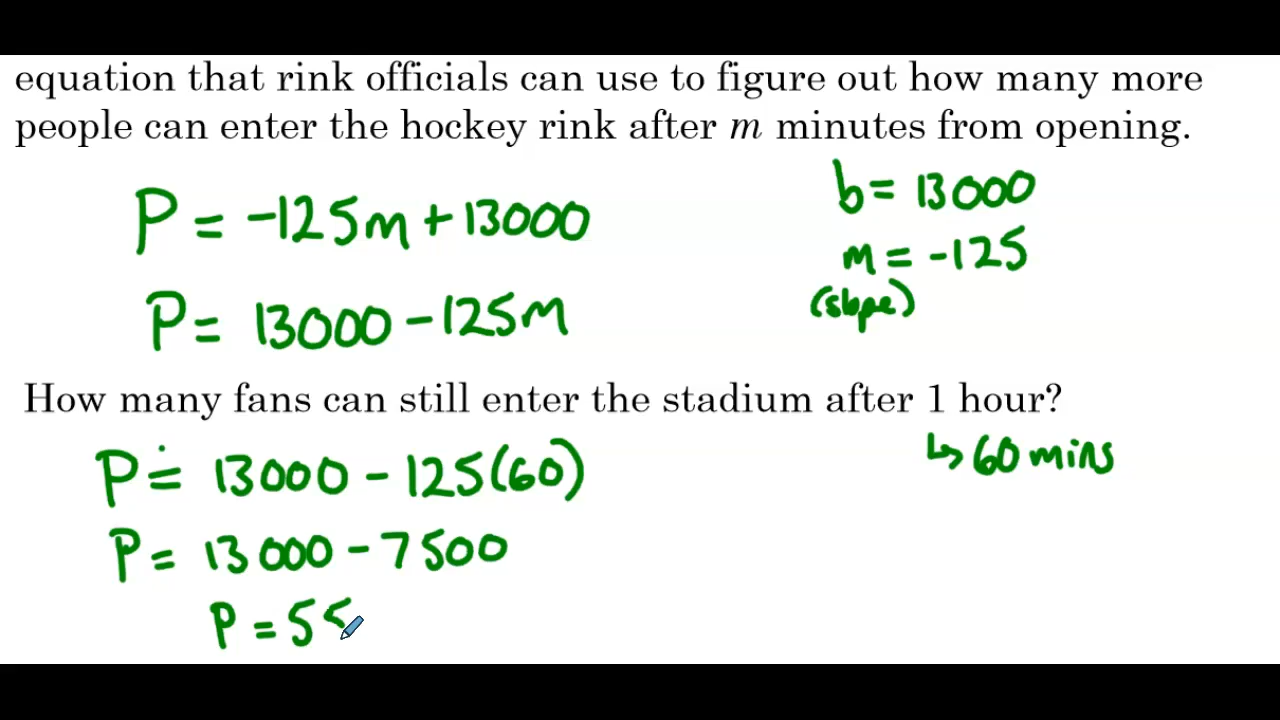 equation that rink officials can use to figure out how many more
people can enter the hockey rink after m minutes from opening.
P = -125m + 13000
b = 13000
m = -125
(slope)
P = 13000 - 125m
How many fans can still enter the stadium after 1 hour?
↳ 60 mins
P = 13000 - 125(60)
P = 13000 - 7500
P = 55